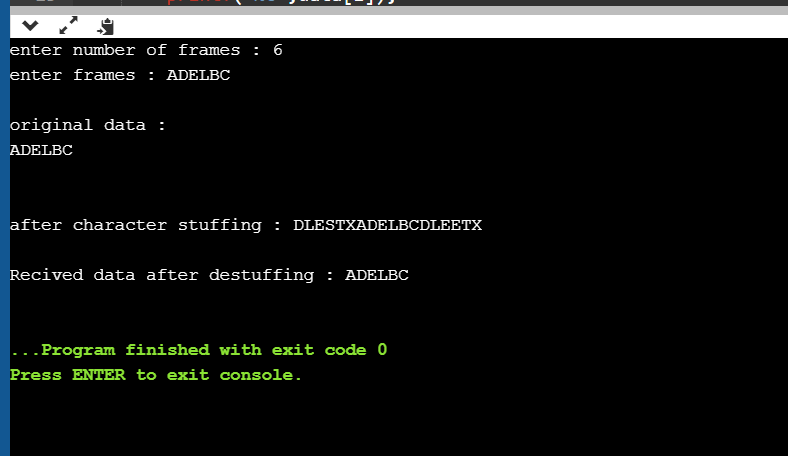 enter number of frames : 6
enter frames : ADELBC
original data :
ADELBC
after character stuffing : DLESTXADELBCDLEETX
Recived data after destuffing : ADELBC
...Program finished with exit code 0
Press ENTER to exit console.